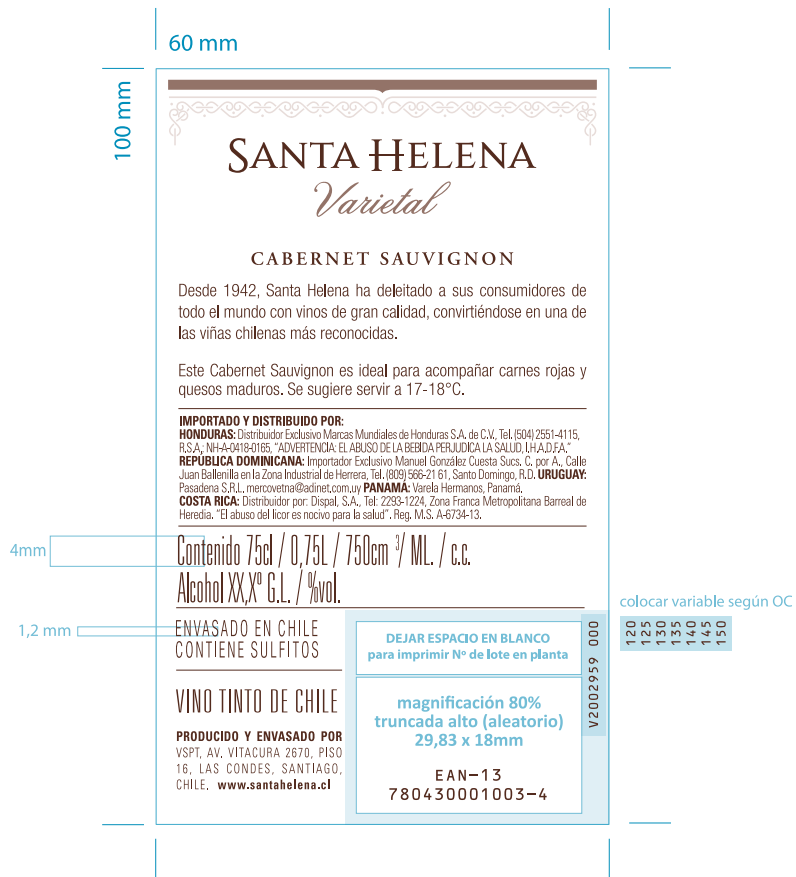 60 mm
100 mm
SANTA HELENA
Varietal
CABERNET SAUVIGNON
Desde 1942, Santa Helena ha deleitado a sus consumidores de
todo el mundo con vinos de gran calidad, convirtiéndose en una de
las viñas chilenas más reconocidas.
Este Cabernet Sauvignon es ideal para acompañar carnes rojas y
quesos maduros. Se sugiere servir a 17-18°C.
IMPORTADO Y DISTRIBUIDO POR:
HONDURAS: Distribuidor Exclusivo Marcas Mundiales de Honduras S.A. de C.V., Tel. (504) 2551-4115,
R.S.A,: NH-A-0418-0165, “ADVERTENCIA: EL ABUSO DE LA BEBIDA PERJUDICA LA SALUD, I.H.A.D.F.A.”
REPÚBLICA DOMINICANA: Importador Exclusivo Manuel González Cuesta Sucs. C. por A., Calle
Juan Ballenilla en la Zona Industrial de Herrera, Tel. (809) 566-21 61, Santo Domingo, R.D. URUGUAY:
Pasadena S.R.L. mercovetna@adinet.com.uy PANAMÁ: Varela Hermanos, Panamá.
COSTA RICA: Distribuidor por: Dispal, S.A., Tel: 2293-1224, Zona Franca Metropolitana Barreal de
Heredia. “El abuso del licor es nocivo para la salud”. Reg. M.S. A-6734-13.
4mm
Contenido 75cl / 0,75L / 750cm ³/ ML. / c.c.
Alcohol XX,Xº G.L. / %vol.
1,2 mm
ENVASADO EN CHILE
CONTIENE SULFITOS
VINO TINTO DE CHILE
PRODUCIDO Y ENVASADO POR
VSPT, AV. VITACURA 2670, PISO
16, LAS CONDES, SANTIAGO,
CHILE. www.santahelena.cl
DEJAR ESPACIO EN BLANCO
para imprimir Nº de lote en planta
magnificación 80%
truncada alto (aleatorio)
29,83 x 18mm
EAN-13
780430001003-4
V2002959 000
colocar variable según OC
120
125
130
135
140
145
150